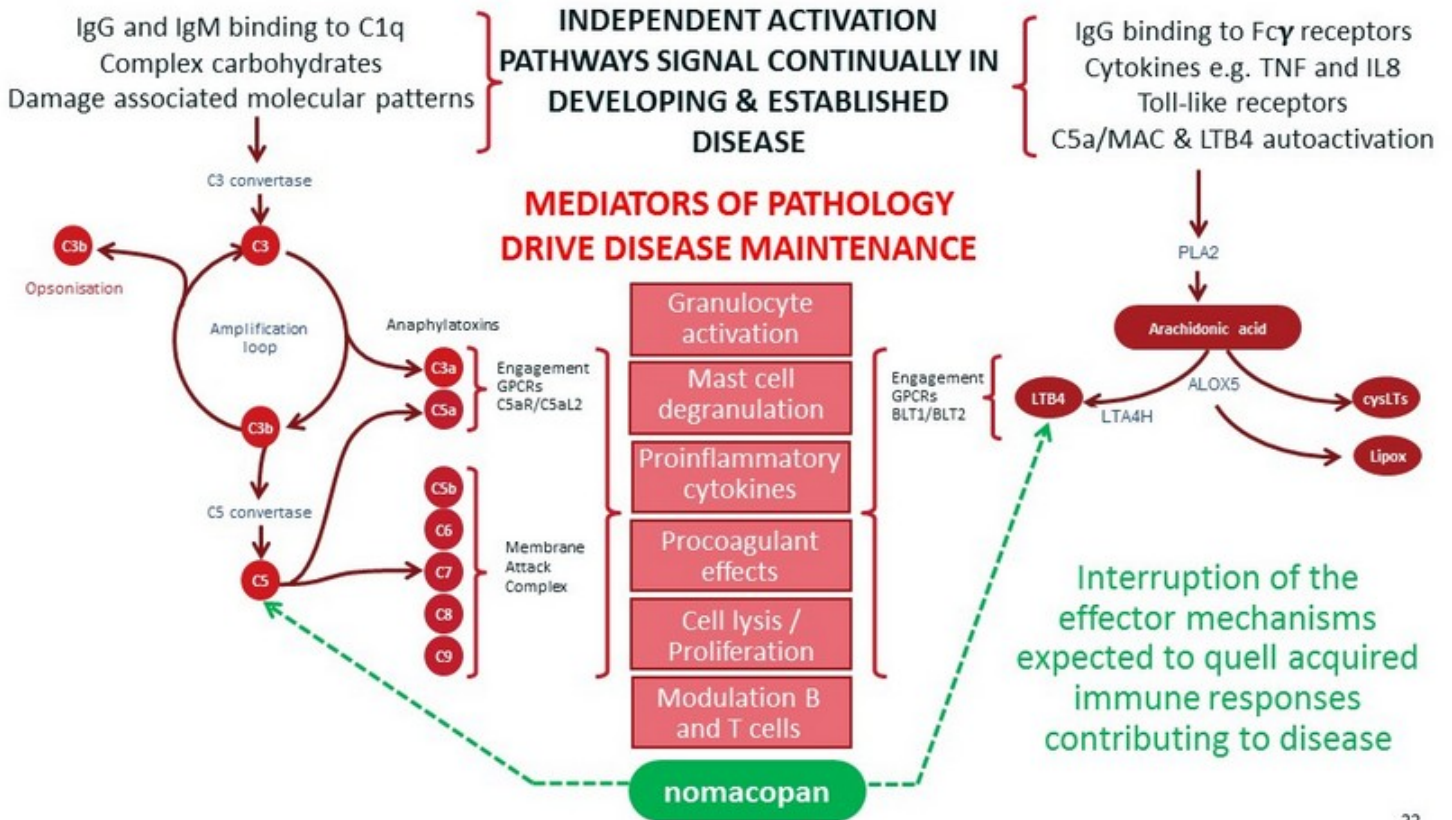 IgG and IgM binding to C1q
Complex carbohydrates
Damage associated molecular patterns
INDEPENDENT ACTIVATION
PATHWAYS SIGNAL CONTINUALLY IN
DEVELOPING & ESTABLISHED
DISEASE
IgG binding to Fcγ receptors
Cytokines e.g. TNF and IL8
Toll-like receptors
C5a/MAC & LTB4 autoactivation
MEDIATORS OF PATHOLOGY
DRIVE DISEASE MAINTENANCE
C3 convertase
C3
C3b
Opsonisation
Amplification
loop
C3b
C5 convertase
C5
Anaphylatoxins
C3a
C5a
Engagement
GPCRs
C5aR/C5aL2
C5b
C6
C7
C8
C9
Membrane
Attack
Complex
Granulocyte
activation
Mast cell
degranulation
Proinflammatory
cytokines
Procoagulant
effects
Cell lysis /
Proliferation
Modulation B
and T cells
nomacopan
Engagement
GPCRs
BLT1/BLT2
PLA2
Arachidonic acid
LTB4
LTA4H
ALOX5
cysLTs
Lipox
Interruption of the
effector mechanisms
expected to quell acquired
immune responses
contributing to disease